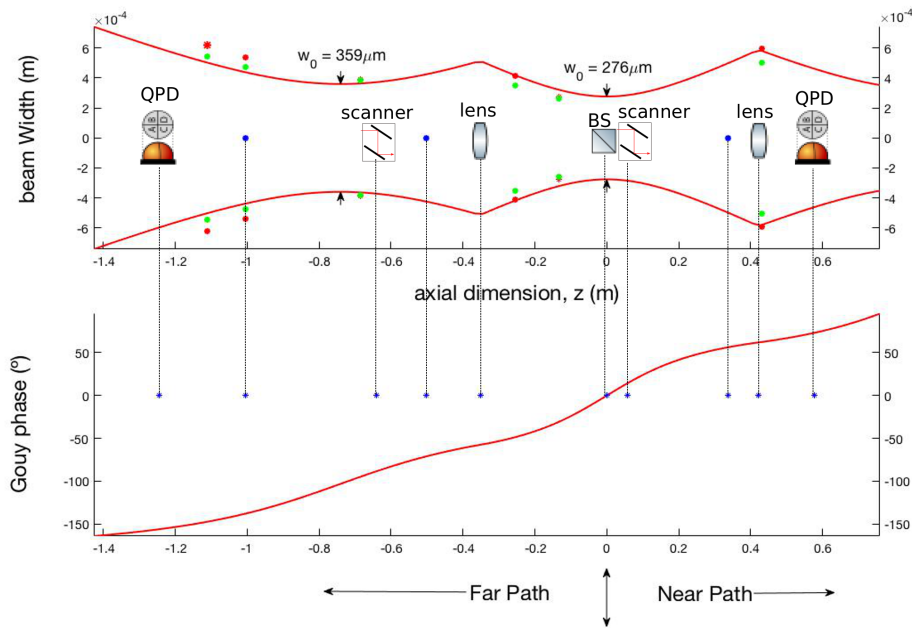 ×10⁻⁴
×10⁻⁴
beam Width (m)
6
4
2
0
-2
-4
-6
6
4
2
0
-2
-4
-6
w₀ = 359μm
w₀ = 276μm
QPD
A B
C D
scanner
lens
BS
scanner
lens
QPD
A B
C D
-1.4 -1.2 -1 -0.8 -0.6 -0.4 -0.2 0 0.2 0.4 0.6
axial dimension, z (m)
Gouy phase (º)
50
0
-50
-100
-150
50
0
-50
-100
-150
-1.4 -1.2 -1 -0.8 -0.6 -0.4 -0.2 0 0.2 0.4 0.6
Far Path
Near Path